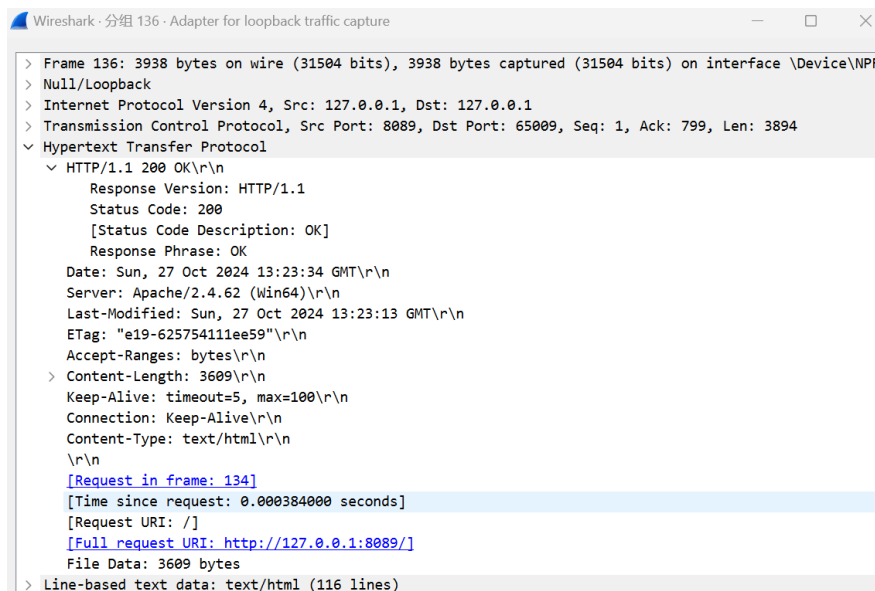 Wireshark · 分组 136 · Adapter for loopback traffic capture
Frame 136: 3938 bytes on wire (31504 bits), 3938 bytes captured (31504 bits) on interface \Device\NPF
Null/Loopback
Internet Protocol Version 4, Src: 127.0.0.1, Dst: 127.0.0.1
Transmission Control Protocol, Src Port: 8089, Dst Port: 65009, Seq: 1, Ack: 799, Len: 3894
Hypertext Transfer Protocol
HTTP/1.1 200 OK\r\n
Response Version: HTTP/1.1
Status Code: 200
[Status Code Description: OK]
Response Phrase: OK
Date: Sun, 27 Oct 2024 13:23:34 GMT\r\n
Server: Apache/2.4.62 (Win64)\r\n
Last-Modified: Sun, 27 Oct 2024 13:23:13 GMT\r\n
ETag: "e19-625754111ee59"\r\n
Accept-Ranges: bytes\r\n
Content-Length: 3609\r\n
Keep-Alive: timeout=5, max=100\r\n
Connection: Keep-Alive\r\n
Content-Type: text/html\r\n
\r\n
[Request in frame: 134]
[Time since request: 0.000384000 seconds]
[Request URI: /]
[Full request URI: http://127.0.0.1:8089/]
File Data: 3609 bytes
Line-based text data: text/html (116 lines)